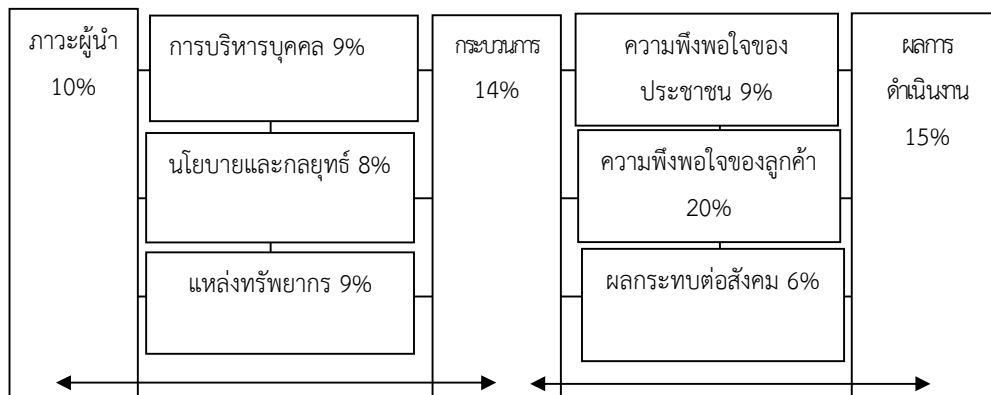 ภาวะผู้นำ
10%
การบริหารบุคคล 9%
นโยบายและกลยุทธ์ 8%
แหล่งทรัพยากร 9%
กระบวนการ
14%
ความพึงพอใจของ
ประชาชน 9%
ความพึงพอใจของลูกค้า
20%
ผลกระทบต่อสังคม 6%
ผลการ
ดำเนินงาน
15%